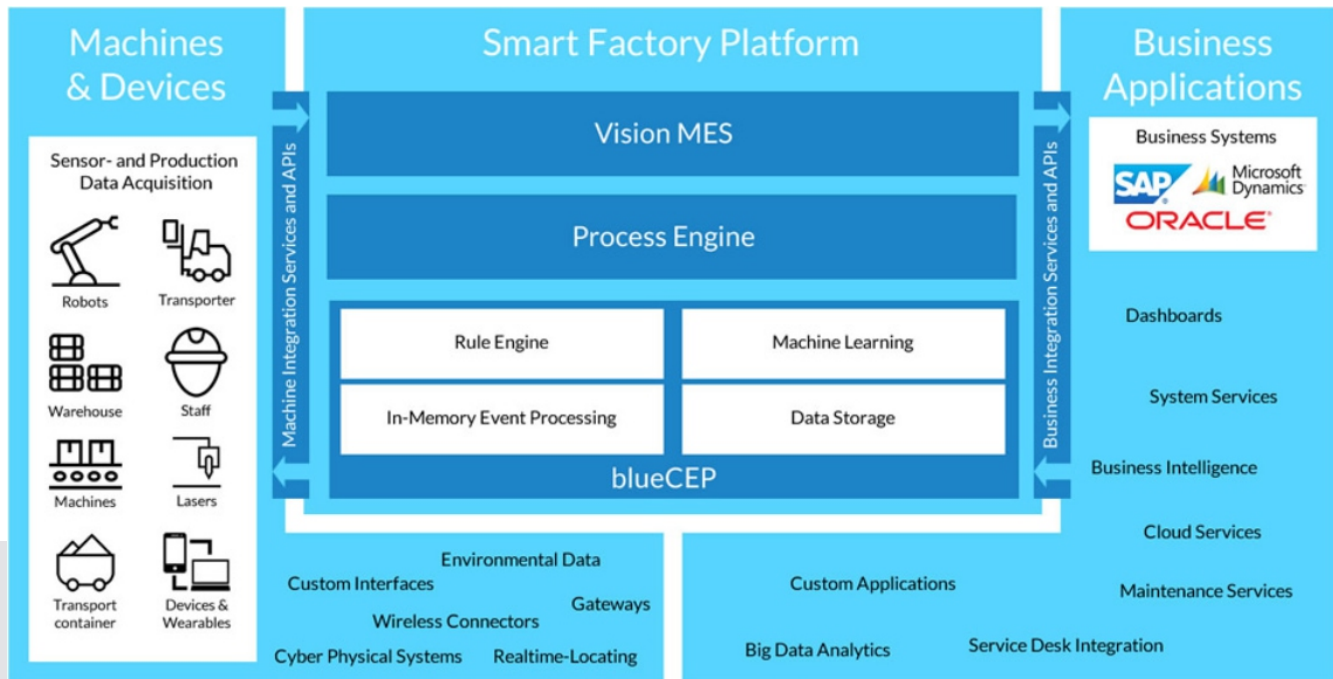 Machines
& Devices
Sensor- and Production
Data Acquisition
Robots
Transporter
Warehouse
Staff
Machines
Lasers
Transport
container
Devices &
Wearables
Machine Integration Services and APIs
Smart Factory Platform
Vision MES
Process Engine
Rule Engine
Machine Learning
In-Memory Event Processing
Data Storage
blueCEP
Business Integration Services and APIs
Business
Applications
Business Systems
SAP
Microsoft
Dynamics
ORACLE
Dashboards
System Services
Business Intelligence
Cloud Services
Maintenance Services
Environmental Data
Custom Interfaces
Gateways
Wireless Connectors
Cyber Physical Systems
Realtime-Locating
Custom Applications
Service Desk Integration
Big Data Analytics